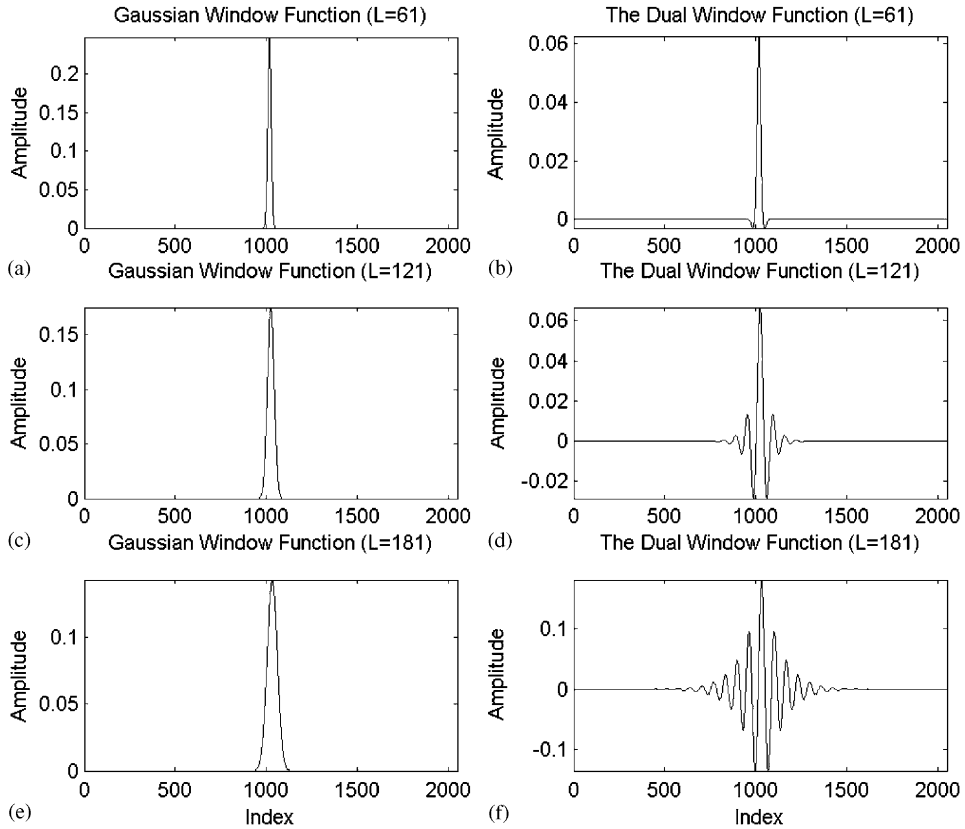 Gaussian Window Function (L=61)
Amplitude
0.2
0.15
0.1
0.05
0
0 500 1000 1500 2000
(a)
The Dual Window Function (L=61)
Amplitude
0.06
0.04
0.02
0
0 500 1000 1500 2000
(b)
Gaussian Window Function (L=121)
Amplitude
0.15
0.1
0.05
0
0 500 1000 1500 2000
(c)
The Dual Window Function (L=121)
Amplitude
0.06
0.04
0.02
0
-0.02
0 500 1000 1500 2000
(d)
Gaussian Window Function (L=181)
Amplitude
0.1
0.05
0
0 500 1000 1500 2000
(e)
Index
The Dual Window Function (L=181)
Amplitude
0.1
0
-0.1
0 500 1000 1500 2000
(f)
Index